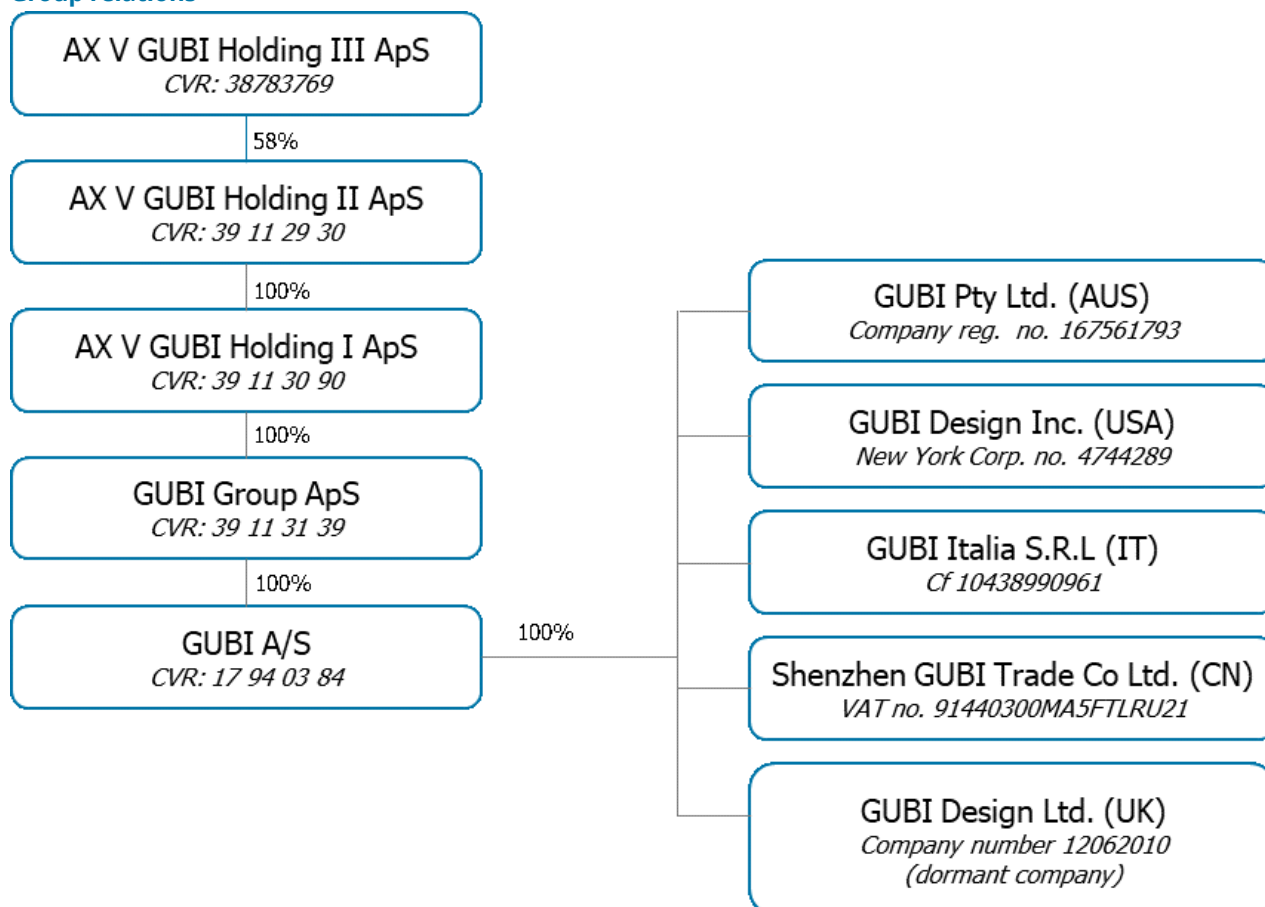 Group relations
AX V GUBI Holding III ApS
CVR: 38783769
58%
AX V GUBI Holding II ApS
CVR: 39 11 29 30
100%
AX V GUBI Holding I ApS
CVR: 39 11 30 90
100%
GUBI Group ApS
CVR: 39 11 31 39
100%
GUBI A/S
CVR: 17 94 03 84
100%
GUBI Pty Ltd. (AUS)
Company reg. no. 167561793
GUBI Design Inc. (USA)
New York Corp. no. 4744289
GUBI Italia S.R.L (IT)
Cf 10438990961
Shenzhen GUBI Trade Co Ltd. (CN)
VAT no. 91440300MA5FTLRU21
GUBI Design Ltd. (UK)
Company number 12062010
(dormant company)